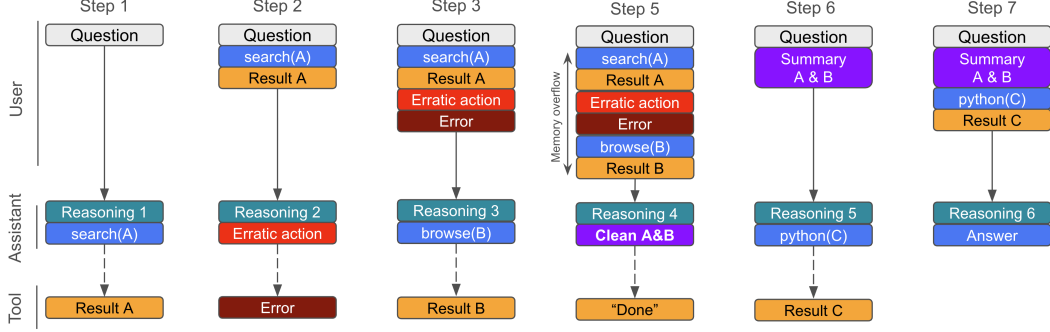 Step 1
Step 2
Step 3
Step 5
Step 6
Step 7
User
Question
Question
search(A)
Result A
Question
search(A)
Result A
Erratic action
Error
Memory overflow
Question
search(A)
Result A
Erratic action
Error
browse(B)
Result B
Question
Summary
A & B
Question
Summary
A & B
python(C)
Result C
Assistant
Reasoning 1
search(A)
Reasoning 2
Erratic action
Reasoning 3
browse(B)
Reasoning 4
Clean A&B
Reasoning 5
python(C)
Reasoning 6
Answer
Tool
Result A
Error
Result B
“Done”
Result C